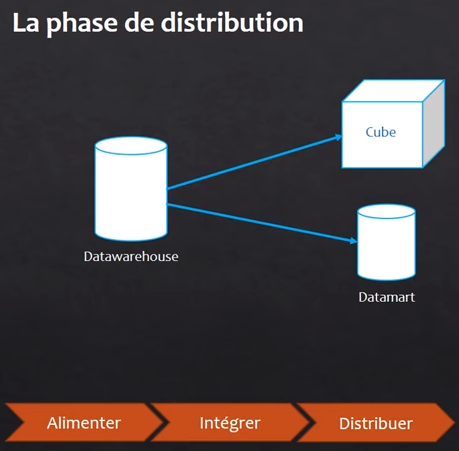 La phase de distribution
Cube
Datawarehouse
Datamart
Alimenter
Intégrer
Distribuer